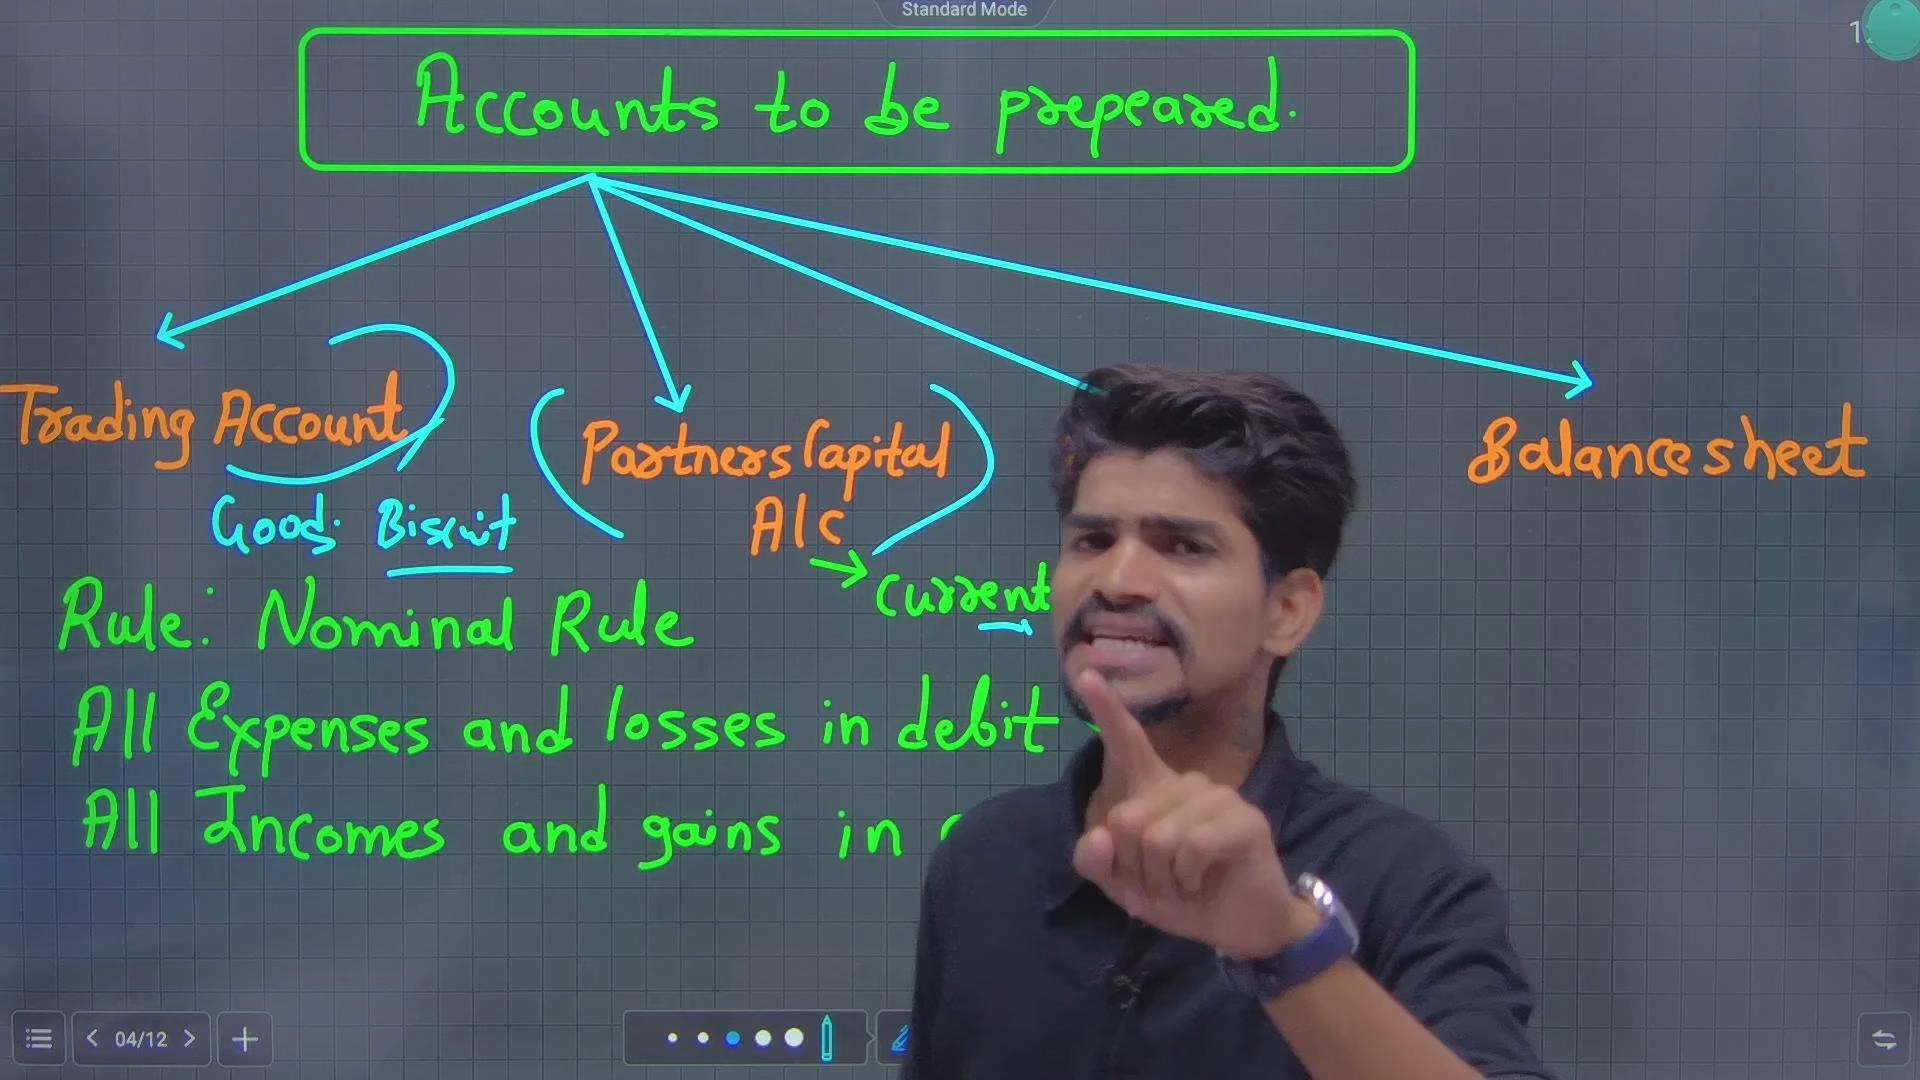 Standard Mode
Accounts to be prepeared.
Trading Account
Partners Capital
A/c
Balance sheet
Good. Biscuit
Current
Rule: Nominal Rule
All Expenses and losses in debit
All Incomes and gains in
04/12